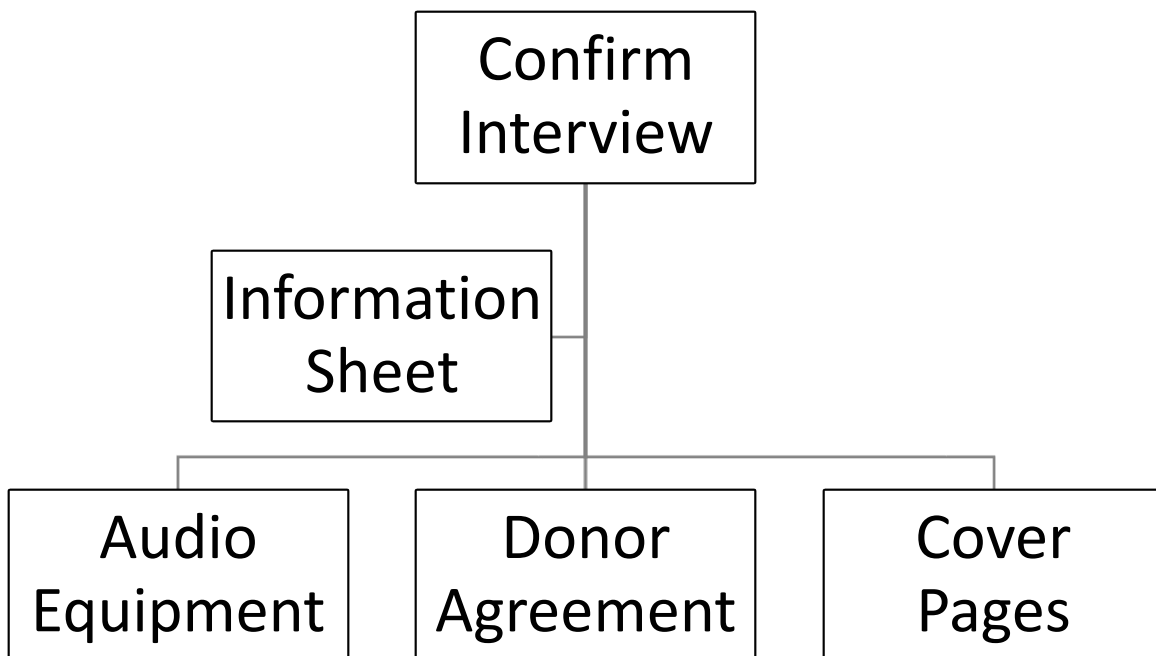 Confirm
Interview
Information
Sheet
Audio
Equipment
Donor
Agreement
Cover
Pages